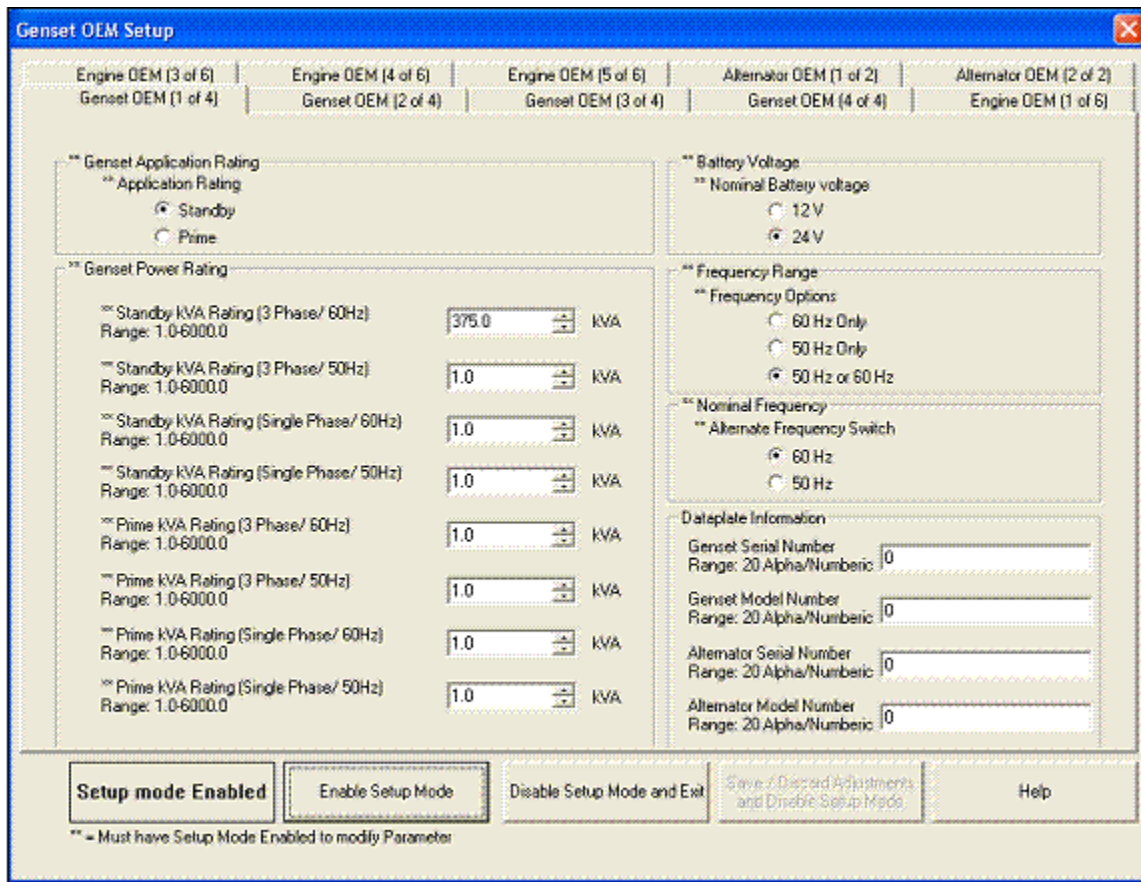 Genset OEM Setup
Engine OEM (3 of 6) Engine OEM (4 of 6) Engine OEM (5 of 6) Alternator OEM (1 of 2) Alternator OEM (2 of 2)
Genset OEM (1 of 4) Genset OEM (2 of 4) Genset OEM (3 of 4) Genset OEM (4 of 4) Engine OEM (1 of 6)
** Genset Application Rating
** Application Rating
Standby
Prime
** Genset Power Rating
** Standby kVA Rating (3 Phase/ 60Hz)
Range: 1.0-6000.0
375.0 kVA
** Standby kVA Rating (3 Phase/ 50Hz)
Range: 1.0-6000.0
1.0 kVA
** Standby kVA Rating (Single Phase/ 60Hz)
Range: 1.0-6000.0
1.0 kVA
** Standby kVA Rating (Single Phase/ 50Hz)
Range: 1.0-6000.0
1.0 kVA
** Prime kVA Rating (3 Phase/ 60Hz)
Range: 1.0-6000.0
1.0 kVA
** Prime kVA Rating (3 Phase/ 50Hz)
Range: 1.0-6000.0
1.0 kVA
** Prime kVA Rating (Single Phase/ 60Hz)
Range: 1.0-6000.0
1.0 kVA
** Prime kVA Rating (Single Phase/ 50Hz)
Range: 1.0-6000.0
1.0 kVA
** Battery Voltage
** Nominal Battery voltage
12 V
24 V
** Frequency Range
** Frequency Options
60 Hz Only
50 Hz Only
50 Hz or 60 Hz
** Nominal Frequency
** Alternate Frequency Switch
60 Hz
50 Hz
Dataplate Information
Genset Serial Number
Range: 20 Alpha/Numberic 0
Genset Model Number
Range: 20 Alpha/Numberic 0
Alternator Serial Number
Range: 20 Alpha/Numberic 0
Alternator Model Number
Range: 20 Alpha/Numberic 0
Setup mode Enabled
Enable Setup Mode
Disable Setup Mode and Exit
Save / Discard Adjustments
and Disable Setup Mode
Help
** = Must have Setup Mode Enabled to modify Parameter